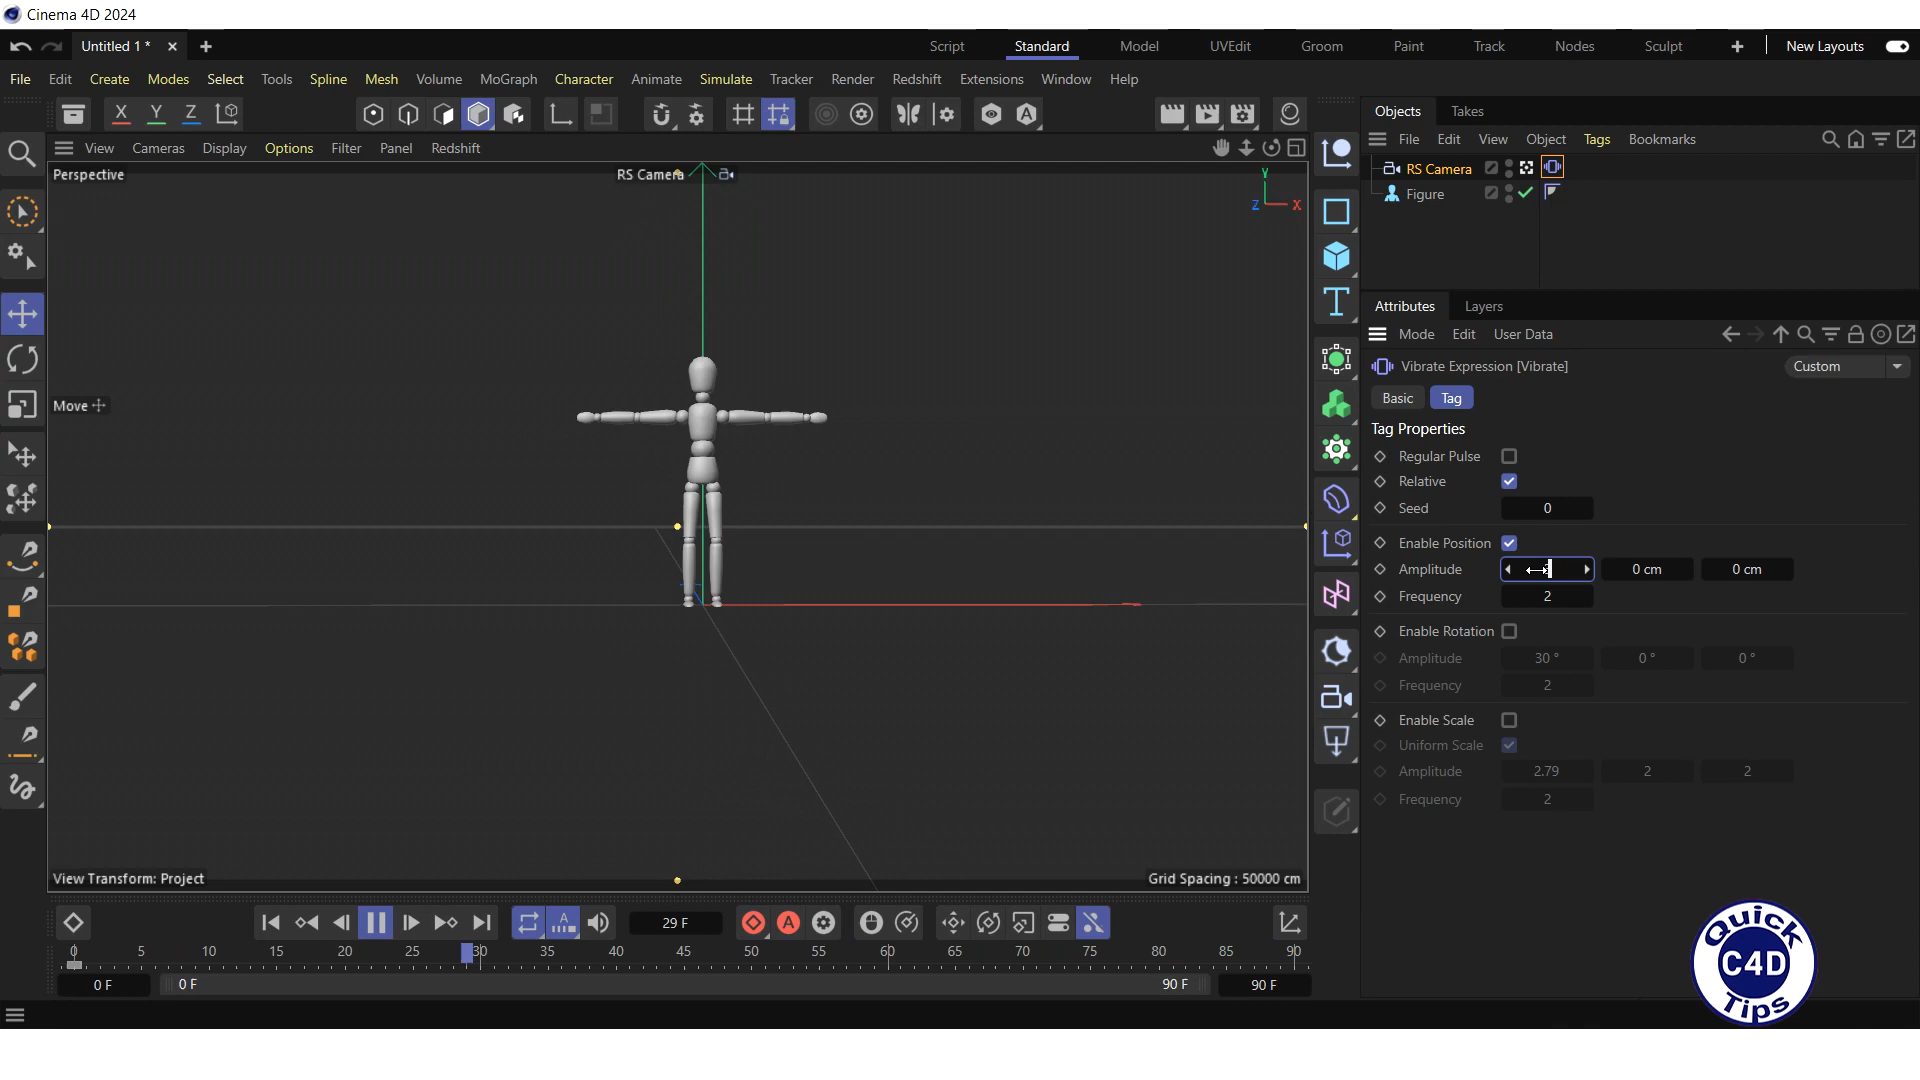 Cinema 4D 2024
Untitled 1 *
Script Standard Model UVEdit Groom Paint Track Nodes Sculpt New Layouts
File Edit Create Modes Select Tools Spline Mesh Volume MoGraph Character Animate Simulate Tracker Render Redshift Extensions Window Help
X Y Z
View Cameras Display Options Filter Panel Redshift
Perspective
RS Camera
Y
Z X
Move
View Transform: Project
Grid Spacing : 50000 cm
29 F
0 5 10 15 20 25 30 35 40 45 50 55 60 65 70 75 80 85 90
0 F
0 F
90 F
90 F
Objects Takes
File Edit View Object Tags Bookmarks
RS Camera
Figure
Attributes Layers
Mode Edit User Data
Vibrate Expression [Vibrate]
Custom
Basic Tag
Tag Properties
Regular Pulse
Relative
Seed 0
Enable Position
Amplitude 0 cm 0 cm
Frequency 2
Enable Rotation
Amplitude 30 ° 0 ° 0 °
Frequency 2
Enable Scale
Uniform Scale
Amplitude 2.79 2 2
Frequency 2
Quick
C4D
Tips